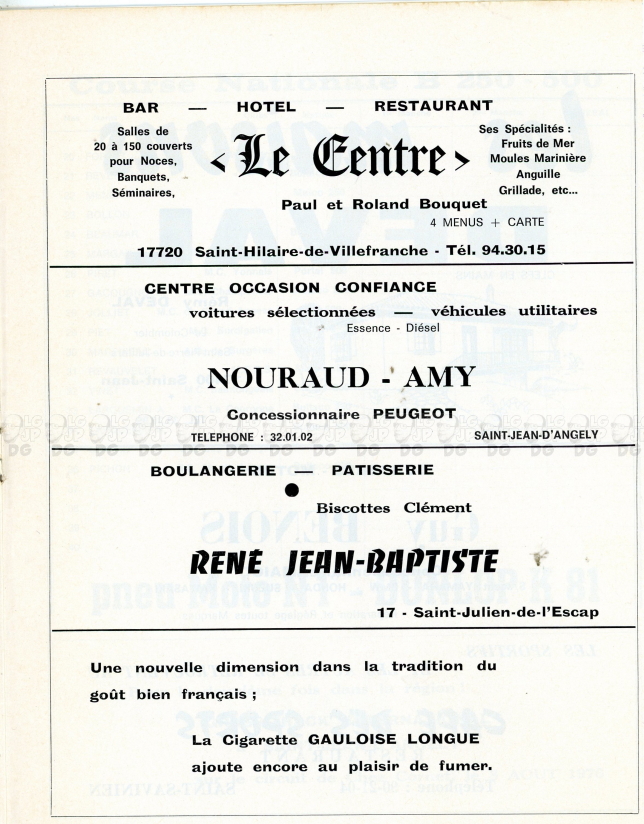 BAR — HOTEL — RESTAURANT
Salles de
20 à 150 couverts
pour Noces,
Banquets,
Séminaires,
< Le Centre >
Ses Spécialités :
Fruits de Mer
Moules Marinière
Anguille
Grillade, etc...
Paul et Roland Bouquet
4 MENUS + CARTE
17720 Saint-Hilaire-de-Villefranche - Tél. 94.30.15
CENTRE OCCASION CONFIANCE
voitures sélectionnées — véhicules utilitaires
Essence - Diésel
NOURAUD - AMY
Concessionnaire PEUGEOT
TELEPHONE : 32.01.02 SAINT-JEAN-D'ANGELY
BOULANGERIE — PATISSERIE
Biscottes Clément
RENÉ JEAN-BAPTISTE
17 - Saint-Julien-de-l'Escap
Une nouvelle dimension dans la tradition du
goût bien français ;
La Cigarette GAULOISE LONGUE
ajoute encore au plaisir de fumer.